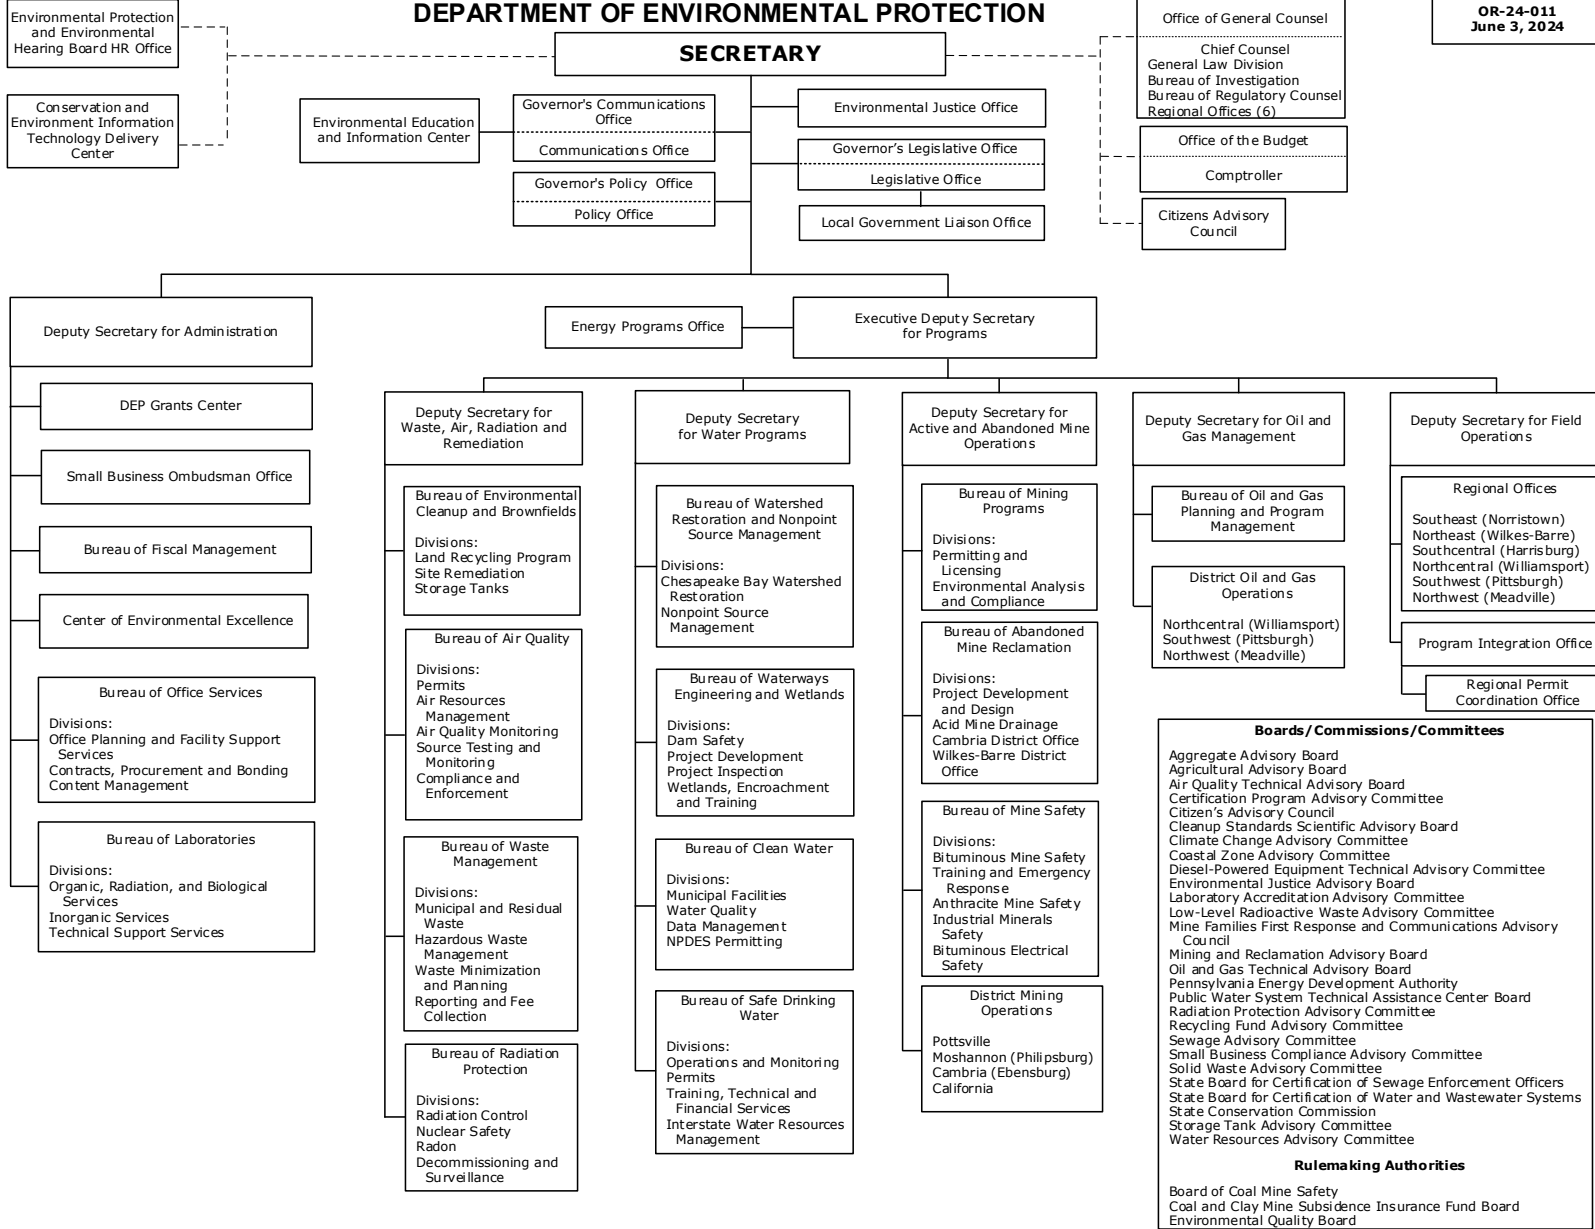 DEPARTMENT OF ENVIRONMENTAL PROTECTION
OR-24-011
June 3, 2024
SECRETARY
Environmental Protection
and Environmental
Hearing Board HR Office
Conservation and
Environment Information
Technology Delivery
Center
Environmental Education
and Information Center
Governor's Communications
Office
Communications Office
Governor's Policy Office
Policy Office
Environmental Justice Office
Governor's Legislative Office
Legislative Office
Local Government Liaison Office
Office of General Counsel
Chief Counsel
General Law Division
Bureau of Investigation
Bureau of Regulatory Counsel
Regional Offices (6)
Office of the Budget
Comptroller
Citizens Advisory
Council
Deputy Secretary for Administration
Energy Programs Office
Executive Deputy Secretary
for Programs
DEP Grants Center
Small Business Ombudsman Office
Bureau of Fiscal Management
Center of Environmental Excellence
Bureau of Office Services
Divisions:
Office Planning and Facility Support
Services
Contracts, Procurement and Bonding
Content Management
Bureau of Laboratories
Divisions:
Organic, Radiation, and Biological
Services
Inorganic Services
Technical Support Services
Deputy Secretary for
Waste, Air, Radiation and
Remediation
Bureau of Environmental
Cleanup and Brownfields
Divisions:
Land Recycling Program
Site Remediation
Storage Tanks
Bureau of Air Quality
Divisions:
Permits
Air Resources
Management
Air Quality Monitoring
Source Testing and
Monitoring
Compliance and
Enforcement
Bureau of Waste
Management
Divisions:
Municipal and Residual
Waste
Hazardous Waste
Management
Waste Minimization
and Planning
Reporting and Fee
Collection
Bureau of Radiation
Protection
Divisions:
Radiation Control
Nuclear Safety
Radon
Decommissioning and
Surveillance
Deputy Secretary
for Water Programs
Bureau of Watershed
Restoration and Nonpoint
Source Management
Divisions:
Chesapeake Bay Watershed
Restoration
Nonpoint Source
Management
Bureau of Waterways
Engineering and Wetlands
Divisions:
Dam Safety
Project Development
Project Inspection
Wetlands, Encroachment
and Training
Bureau of Clean Water
Divisions:
Municipal Facilities
Water Quality
Data Management
NPDES Permitting
Bureau of Safe Drinking
Water
Divisions:
Operations and Monitoring
Permits
Training, Technical and
Financial Services
Interstate Water Resources
Management
Deputy Secretary for
Active and Abandoned Mine
Operations
Bureau of Mining
Programs
Divisions:
Permitting and
Licensing
Environmental Analysis
and Compliance
Bureau of Abandoned
Mine Reclamation
Divisions:
Project Development
and Design
Acid Mine Drainage
Cambria District Office
Wilkes-Barre District
Office
Bureau of Mine Safety
Divisions:
Bituminous Mine Safety
Training and Emergency
Response
Anthracite Mine Safety
Industrial Minerals
Safety
Bituminous Electrical
Safety
District Mining
Operations
Pottsville
Moshannon (Philipsburg)
Cambria (Ebensburg)
California
Deputy Secretary for Oil and
Gas Management
Bureau of Oil and Gas
Planning and Program
Management
District Oil and Gas
Operations
Northcentral (Williamsport)
Southwest (Pittsburgh)
Northwest (Meadville)
Deputy Secretary for Field
Operations
Regional Offices
Southeast (Norristown)
Northeast (Wilkes-Barre)
Southcentral (Harrisburg)
Northcentral (Williamsport)
Southwest (Pittsburgh)
Northwest (Meadville)
Program Integration Office
Regional Permit
Coordination Office
Boards/Commissions/Committees
Aggregate Advisory Board
Agricultural Advisory Board
Air Quality Technical Advisory Board
Certification Program Advisory Committee
Citizen's Advisory Council
Cleanup Standards Scientific Advisory Board
Climate Change Advisory Committee
Coastal Zone Advisory Committee
Diesel-Powered Equipment Technical Advisory Committee
Environmental Justice Advisory Board
Laboratory Accreditation Advisory Committee
Low-Level Radioactive Waste Advisory Committee
Mine Families First Response and Communications Advisory
Council
Mining and Reclamation Advisory Board
Oil and Gas Technical Advisory Board
Pennsylvania Energy Development Authority
Public Water System Technical Assistance Center Board
Radiation Protection Advisory Committee
Recycling Fund Advisory Committee
Sewage Advisory Committee
Small Business Compliance Advisory Committee
Solid Waste Advisory Committee
State Board for Certification of Sewage Enforcement Officers
State Board for Certification of Water and Wastewater Systems
State Conservation Commission
Storage Tank Advisory Committee
Water Resources Advisory Committee
Rulemaking Authorities
Board of Coal Mine Safety
Coal and Clay Mine Subsidence Insurance Fund Board
Environmental Quality Board